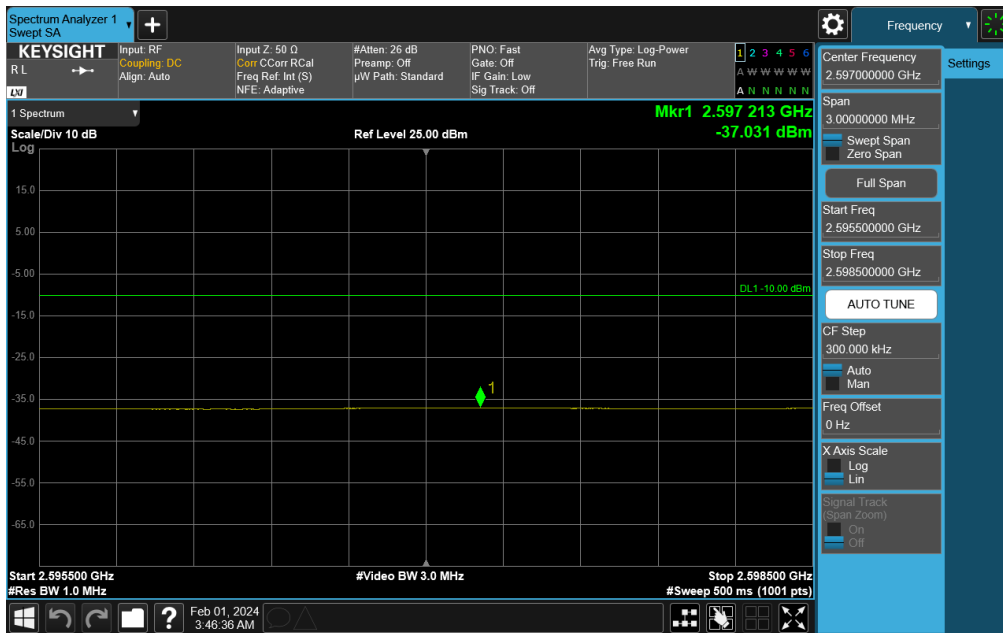 Spectrum Analyzer 1
Swept SA
+
Frequency
KEYSIGHT
R L
LXI
Input: RF
Coupling: DC
Align: Auto
Input Z: 50 Ω
Corr CCorr RCal
Freq Ref: Int (S)
NFE: Adaptive
#Atten: 26 dB
Preamp: Off
µW Path: Standard
PNO: Fast
Gate: Off
IF Gain: Low
Sig Track: Off
Avg Type: Log-Power
Trig: Free Run
1 2 3 4 5 6
A W W W W W
A N N N N N
1 Spectrum
Mkr1 2.597 213 GHz
-37.031 dBm
Scale/Div 10 dB
Ref Level 25.00 dBm
Log
15.0
5.00
-5.00
DL1 -10.00 dBm
-15.0
-25.0
1
-35.0
-45.0
-55.0
-65.0
Start 2.595500 GHz
#Video BW 3.0 MHz
Stop 2.598500 GHz
#Res BW 1.0 MHz
#Sweep 500 ms (1001 pts)
?
Feb 01, 2024
3:46:36 AM
Center Frequency
2.597000000 GHz
Settings
Span
3.00000000 MHz
Swept Span
Zero Span
Full Span
Start Freq
2.595500000 GHz
Stop Freq
2.598500000 GHz
AUTO TUNE
CF Step
300.000 kHz
Auto
Man
Freq Offset
0 Hz
X Axis Scale
Log
Lin
Signal Track
(Span Zoom)
On
Off